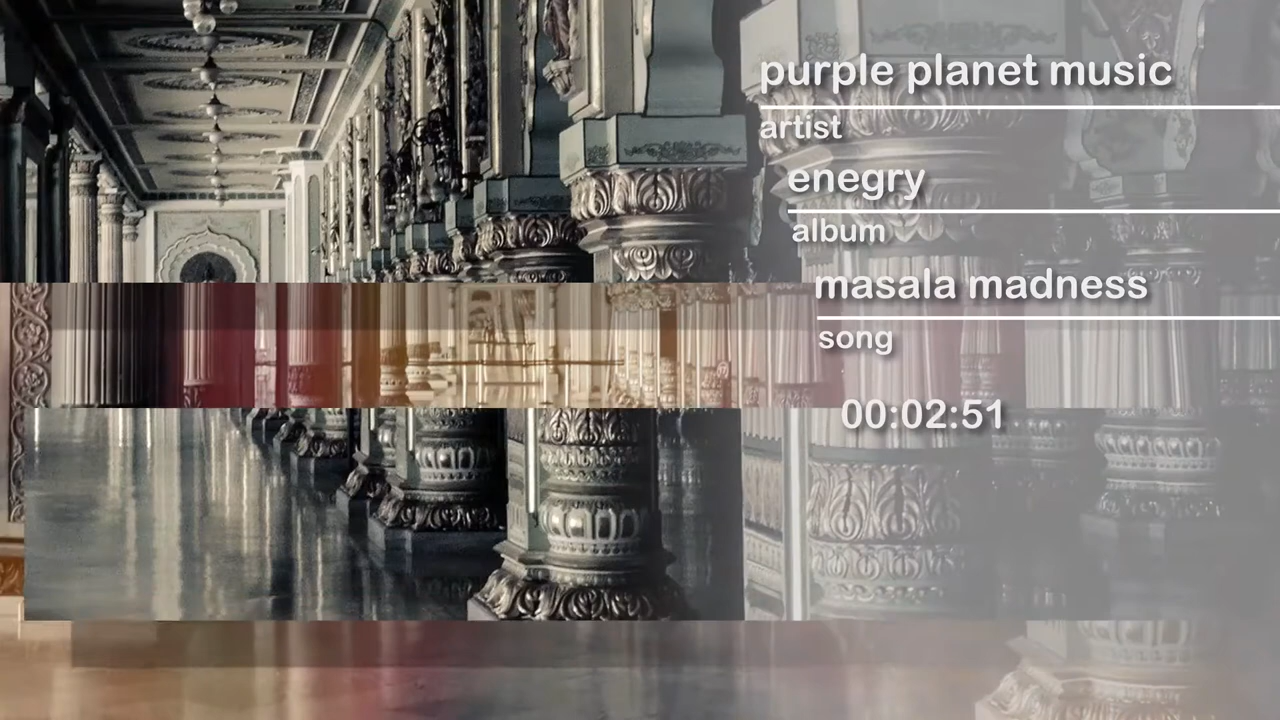 purple planet music
artist
enegry
album
masala madness
song
00:02:51